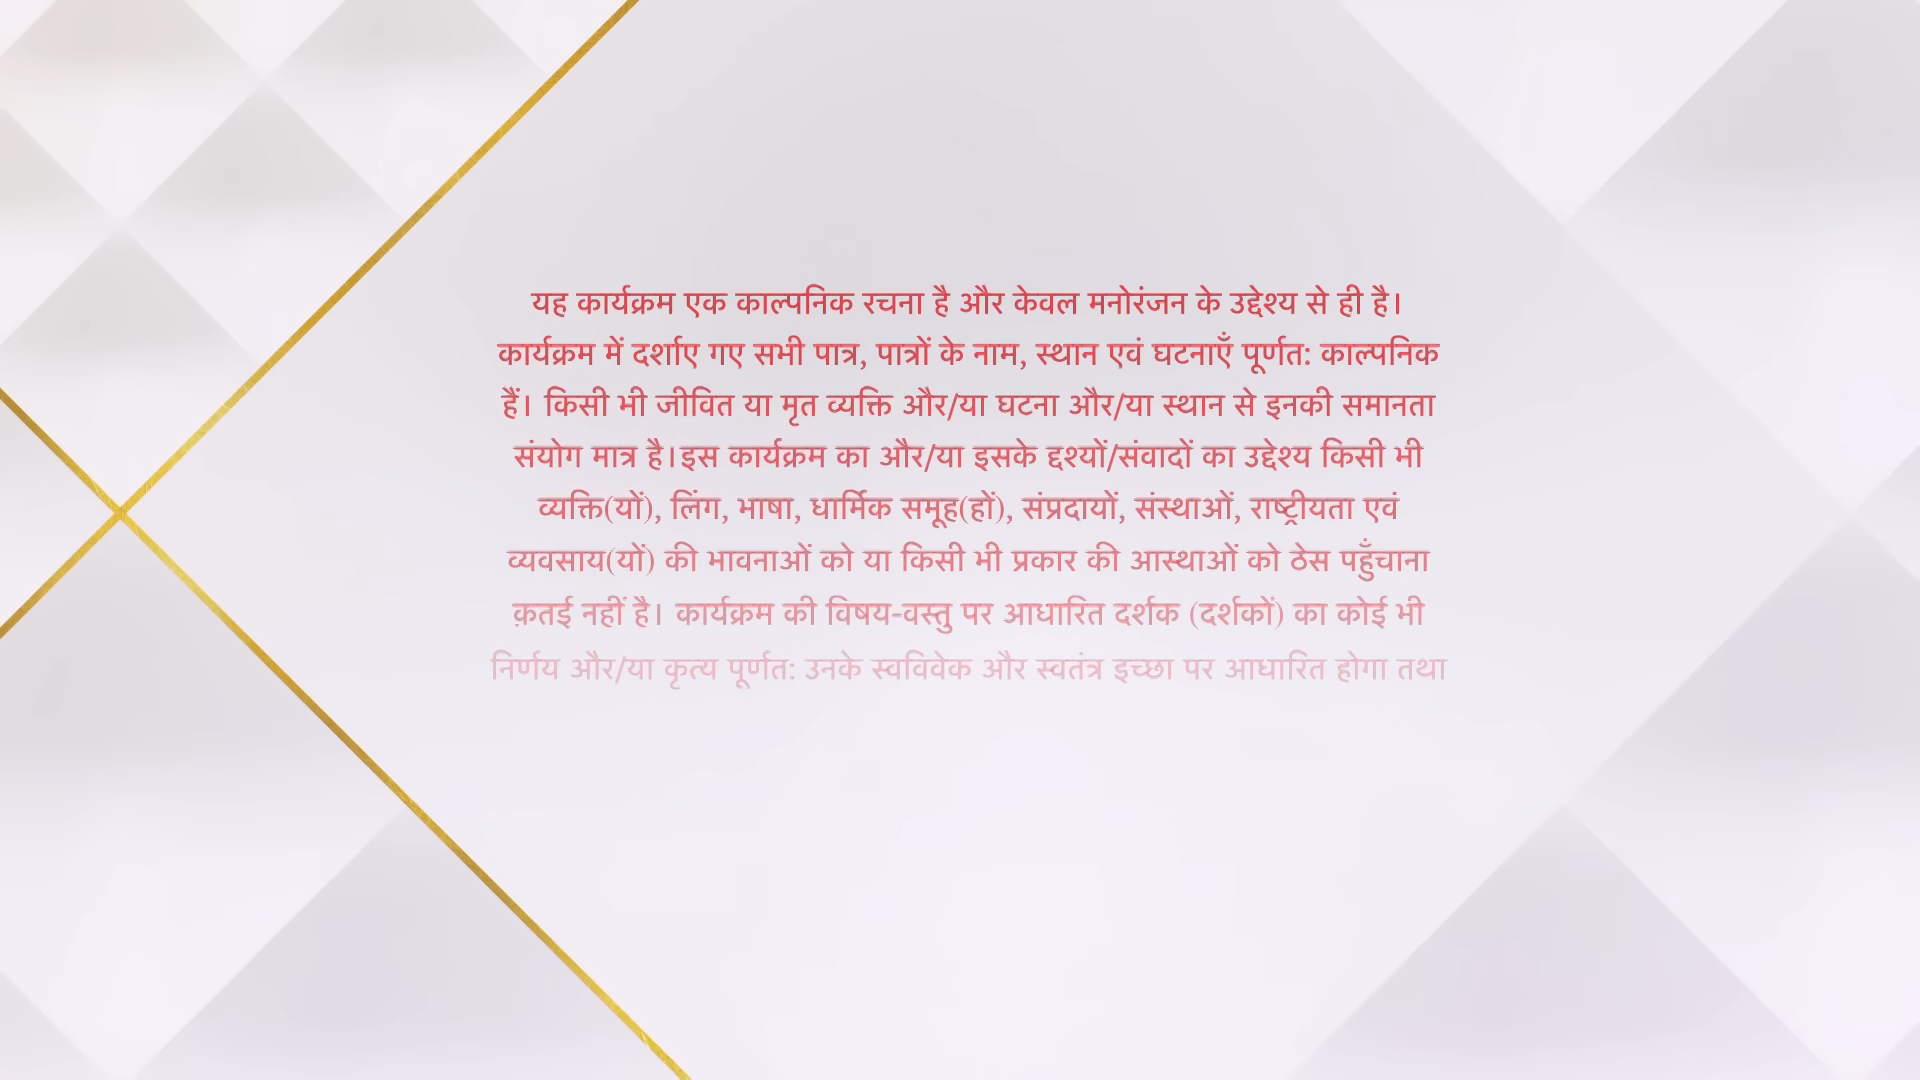 यह कार्यक्रम एक काल्पनिक रचना है और केवल मनोरंजन के उद्देश्य से ही है।
कार्यक्रम में दर्शाए गए सभी पात्र, पात्रों के नाम, स्थान एवं घटनाएँ पूर्णत: काल्पनिक
हैं। किसी भी जीवित या मृत व्यक्ति और/या घटना और/या स्थान से इनकी समानता
संयोग मात्र है।इस कार्यक्रम का और/या इसके द्दश्यों/संवादों का उद्देश्य किसी भी
व्यक्ति(यों), लिंग, भाषा, धार्मिक समूह(हों), संप्रदायों, संस्थाओं, राष्ट्रीयता एवं
व्यवसाय(यों) की भावनाओं को या किसी भी प्रकार की आस्थाओं को ठेस पहुँचाना
क़तई नहीं है। कार्यक्रम की विषय-वस्तु पर आधारित दर्शक (दर्शकों) का कोई भी
निर्णय और/या कृत्य पूर्णत: उनके स्वविवेक और स्वतंत्र इच्छा पर आधारित होगा तथा